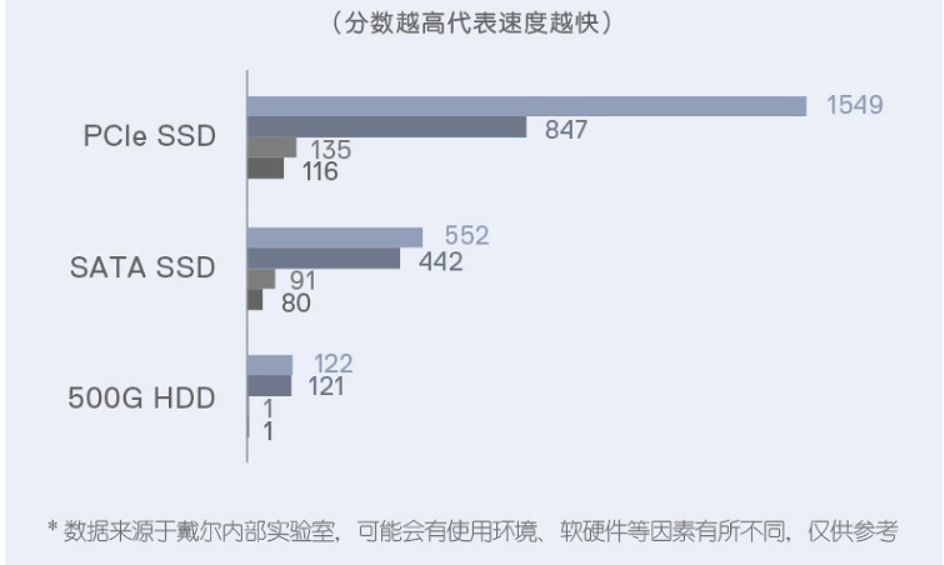 （分数越高代表速度越快）
PCIe SSD
1549
847
135
116
SATA SSD
552
442
91
80
500G HDD
122
121
1
1
* 数据来源于戴尔内部实验室，可能会有使用环境、软硬件等因素有所不同，仅供参考